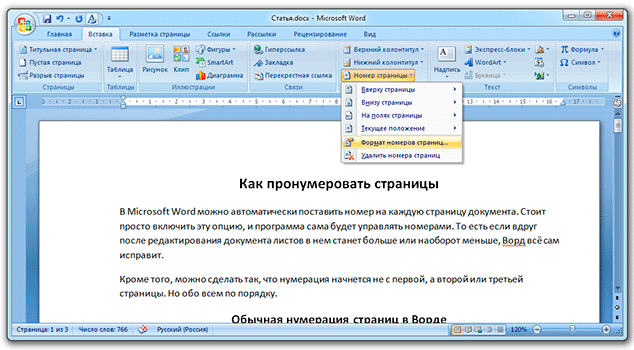 Статья.docx - Microsoft Word
Главная Вставка Разметка страницы Ссылки Рассылки Рецензирование Вид
Титульная страница
Пустая страница
Разрыв страницы
Страницы
Таблица
Таблицы
Рисунок Клип
Фигуры
SmartArt
Диаграмма
Иллюстрации
Гиперссылка
Закладка
Перекрестная ссылка
Связи
Верхний колонтитул
Нижний колонтитул
Номер страницы
Надпись
Экспресс-блоки
WordArt
Буквица
Текст
Формула
Символ
Символы
Вверху страницы
Внизу страницы
На полях страницы
Текущее положение
Формат номеров страниц...
Удалить номера страниц
Как пронумеровать страницы
В Microsoft Word можно автоматически поставить номер на каждую страницу документа. Стоит
просто включить эту опцию, и программа сама будет управлять номерами. То есть если вдруг
после редактирования документа листов в нем станет больше или наоборот меньше, Ворд всё сам
исправит.
Кроме того, можно сделать так, что нумерация начнется не с первой, а второй или третьей
страницы. Но обо всем по порядку.
Обычная нумерация страниц в Ворде
Страница: 1 из 3 Число слов: 766 Русский (Россия) 120%